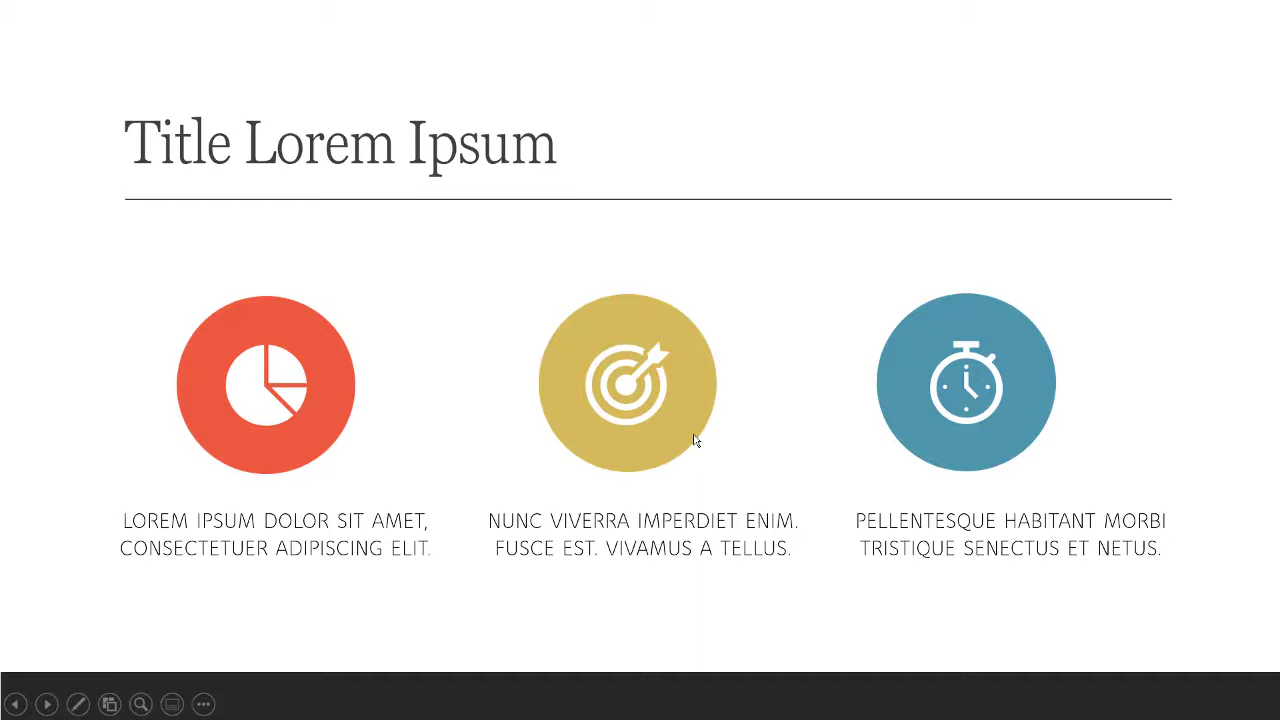 Title Lorem Ipsum
LOREM IPSUM DOLOR SIT AMET,
CONSECTETUER ADIPISCING ELIT.
NUNC VIVERRA IMPERDIET ENIM.
FUSCE EST. VIVAMUS A TELLUS.
PELLENTESQUE HABITANT MORBI
TRISTIQUE SENECTUS ET NETUS.